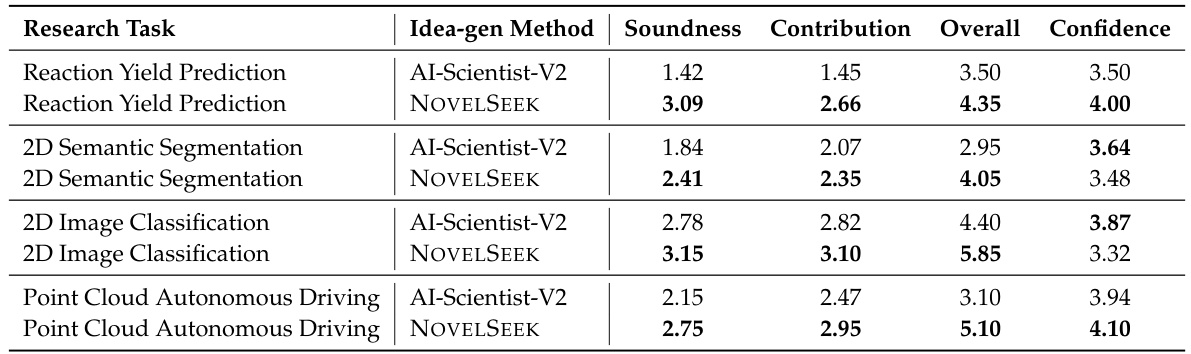 Research Task Idea-gen Method Soundness Contribution Overall Confidence
Reaction Yield Prediction AI-Scientist-V2 1.42 1.45 3.50 3.50
Reaction Yield Prediction NOVELSEEK 3.09 2.66 4.35 4.00
2D Semantic Segmentation AI-Scientist-V2 1.84 2.07 2.95 3.64
2D Semantic Segmentation NOVELSEEK 2.41 2.35 4.05 3.48
2D Image Classification AI-Scientist-V2 2.78 2.82 4.40 3.87
2D Image Classification NOVELSEEK 3.15 3.10 5.85 3.32
Point Cloud Autonomous Driving AI-Scientist-V2 2.15 2.47 3.10 3.94
Point Cloud Autonomous Driving NOVELSEEK 2.75 2.95 5.10 4.10